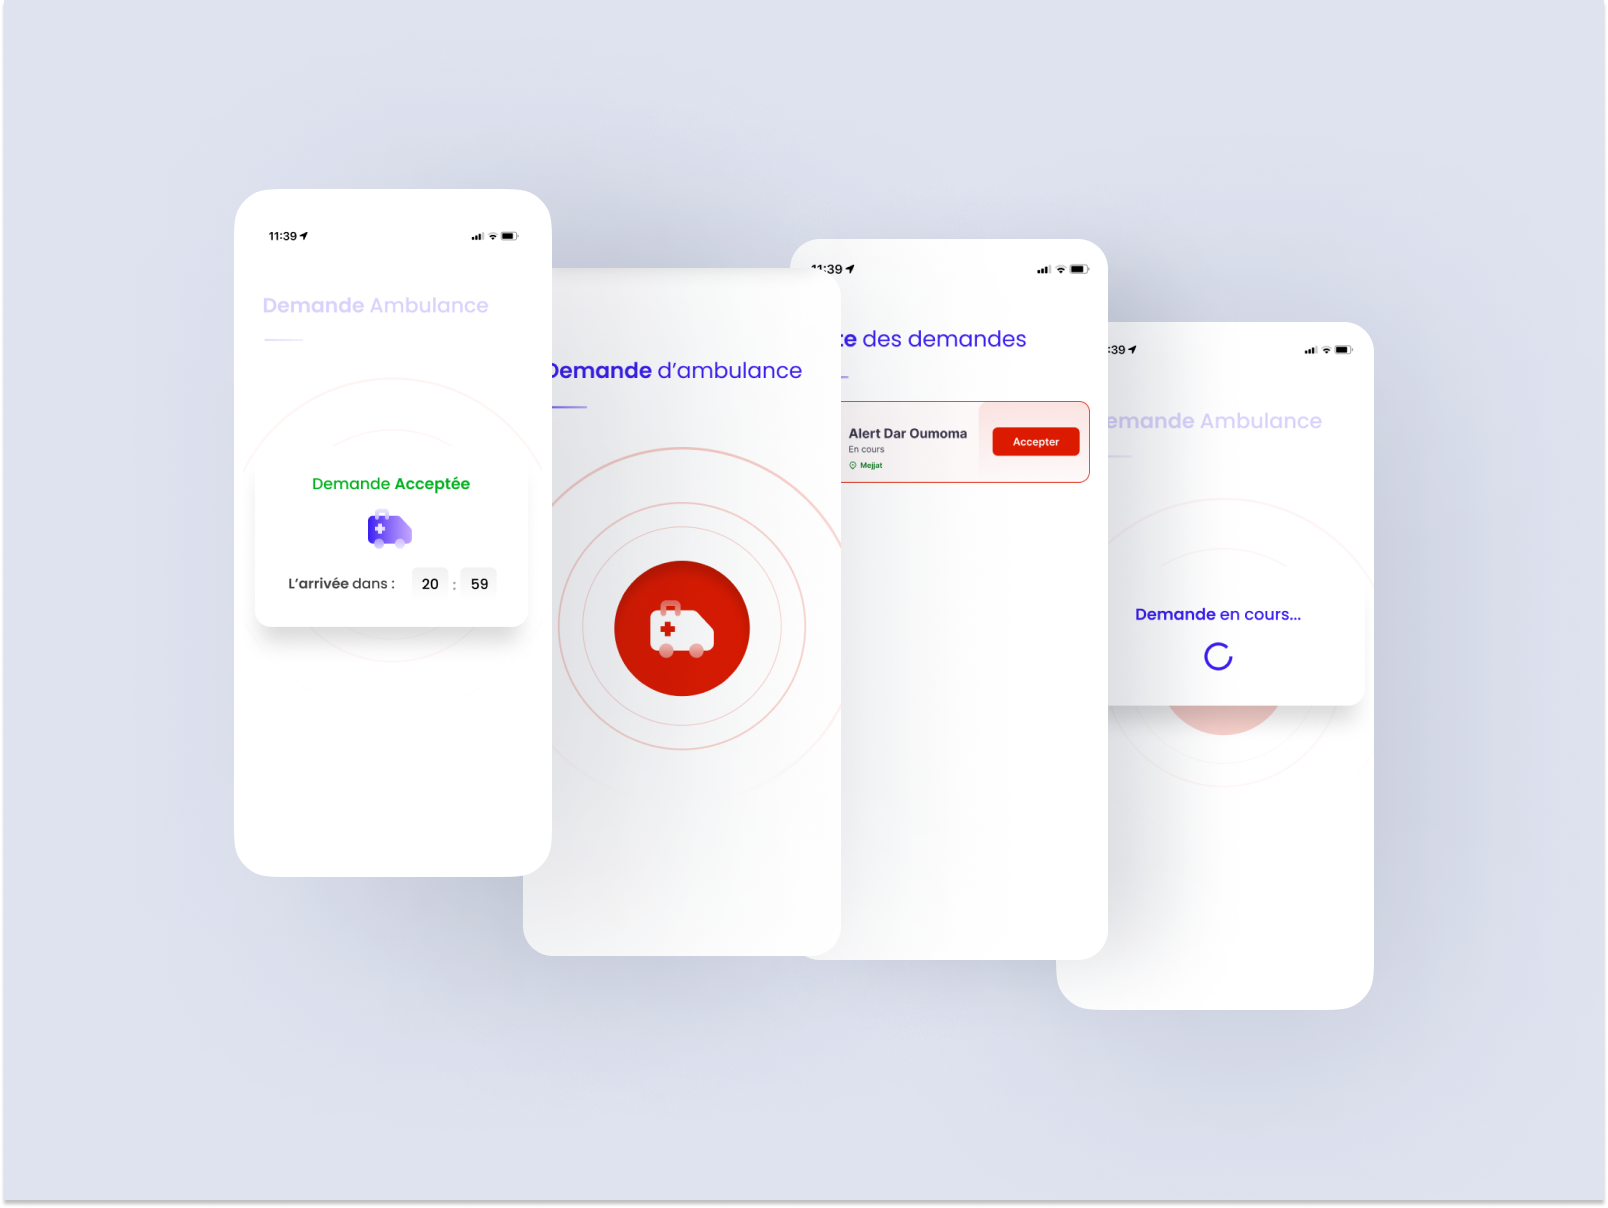 11:39
Demande Ambulance
Demande Acceptée
L'arrivée dans : 20 : 59
Demande d'ambulance
11:39
des demandes
Alert Dar Oumoma
En cours
Mejjat
Accepter
:39
emande Ambulance
Demande en cours...